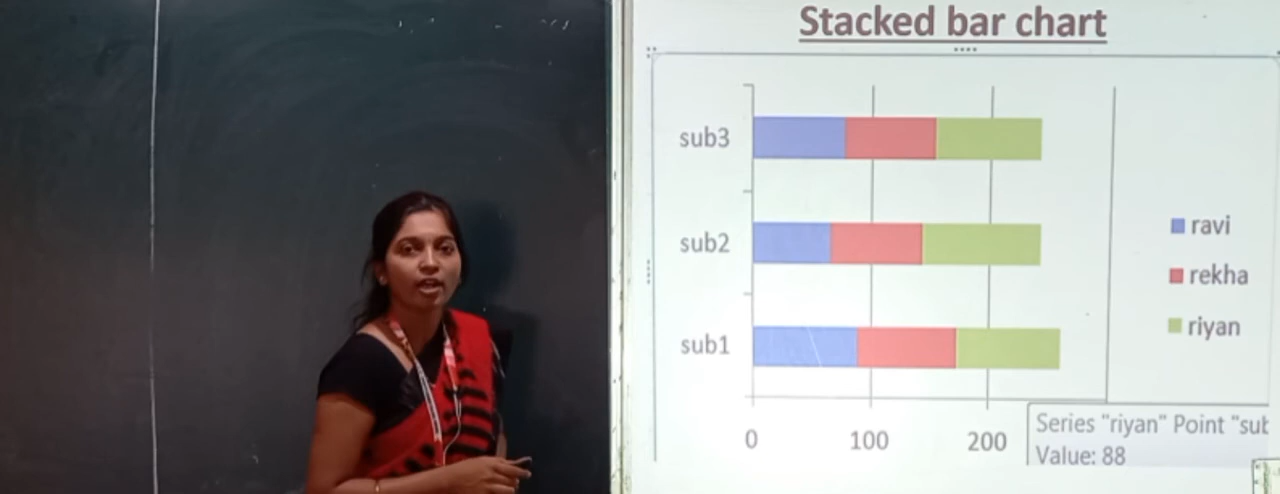 Stacked bar chart
sub3
sub2
sub1
ravi
rekha
riyan
0 100 200
Series "riyan" Point "sub
Value: 88